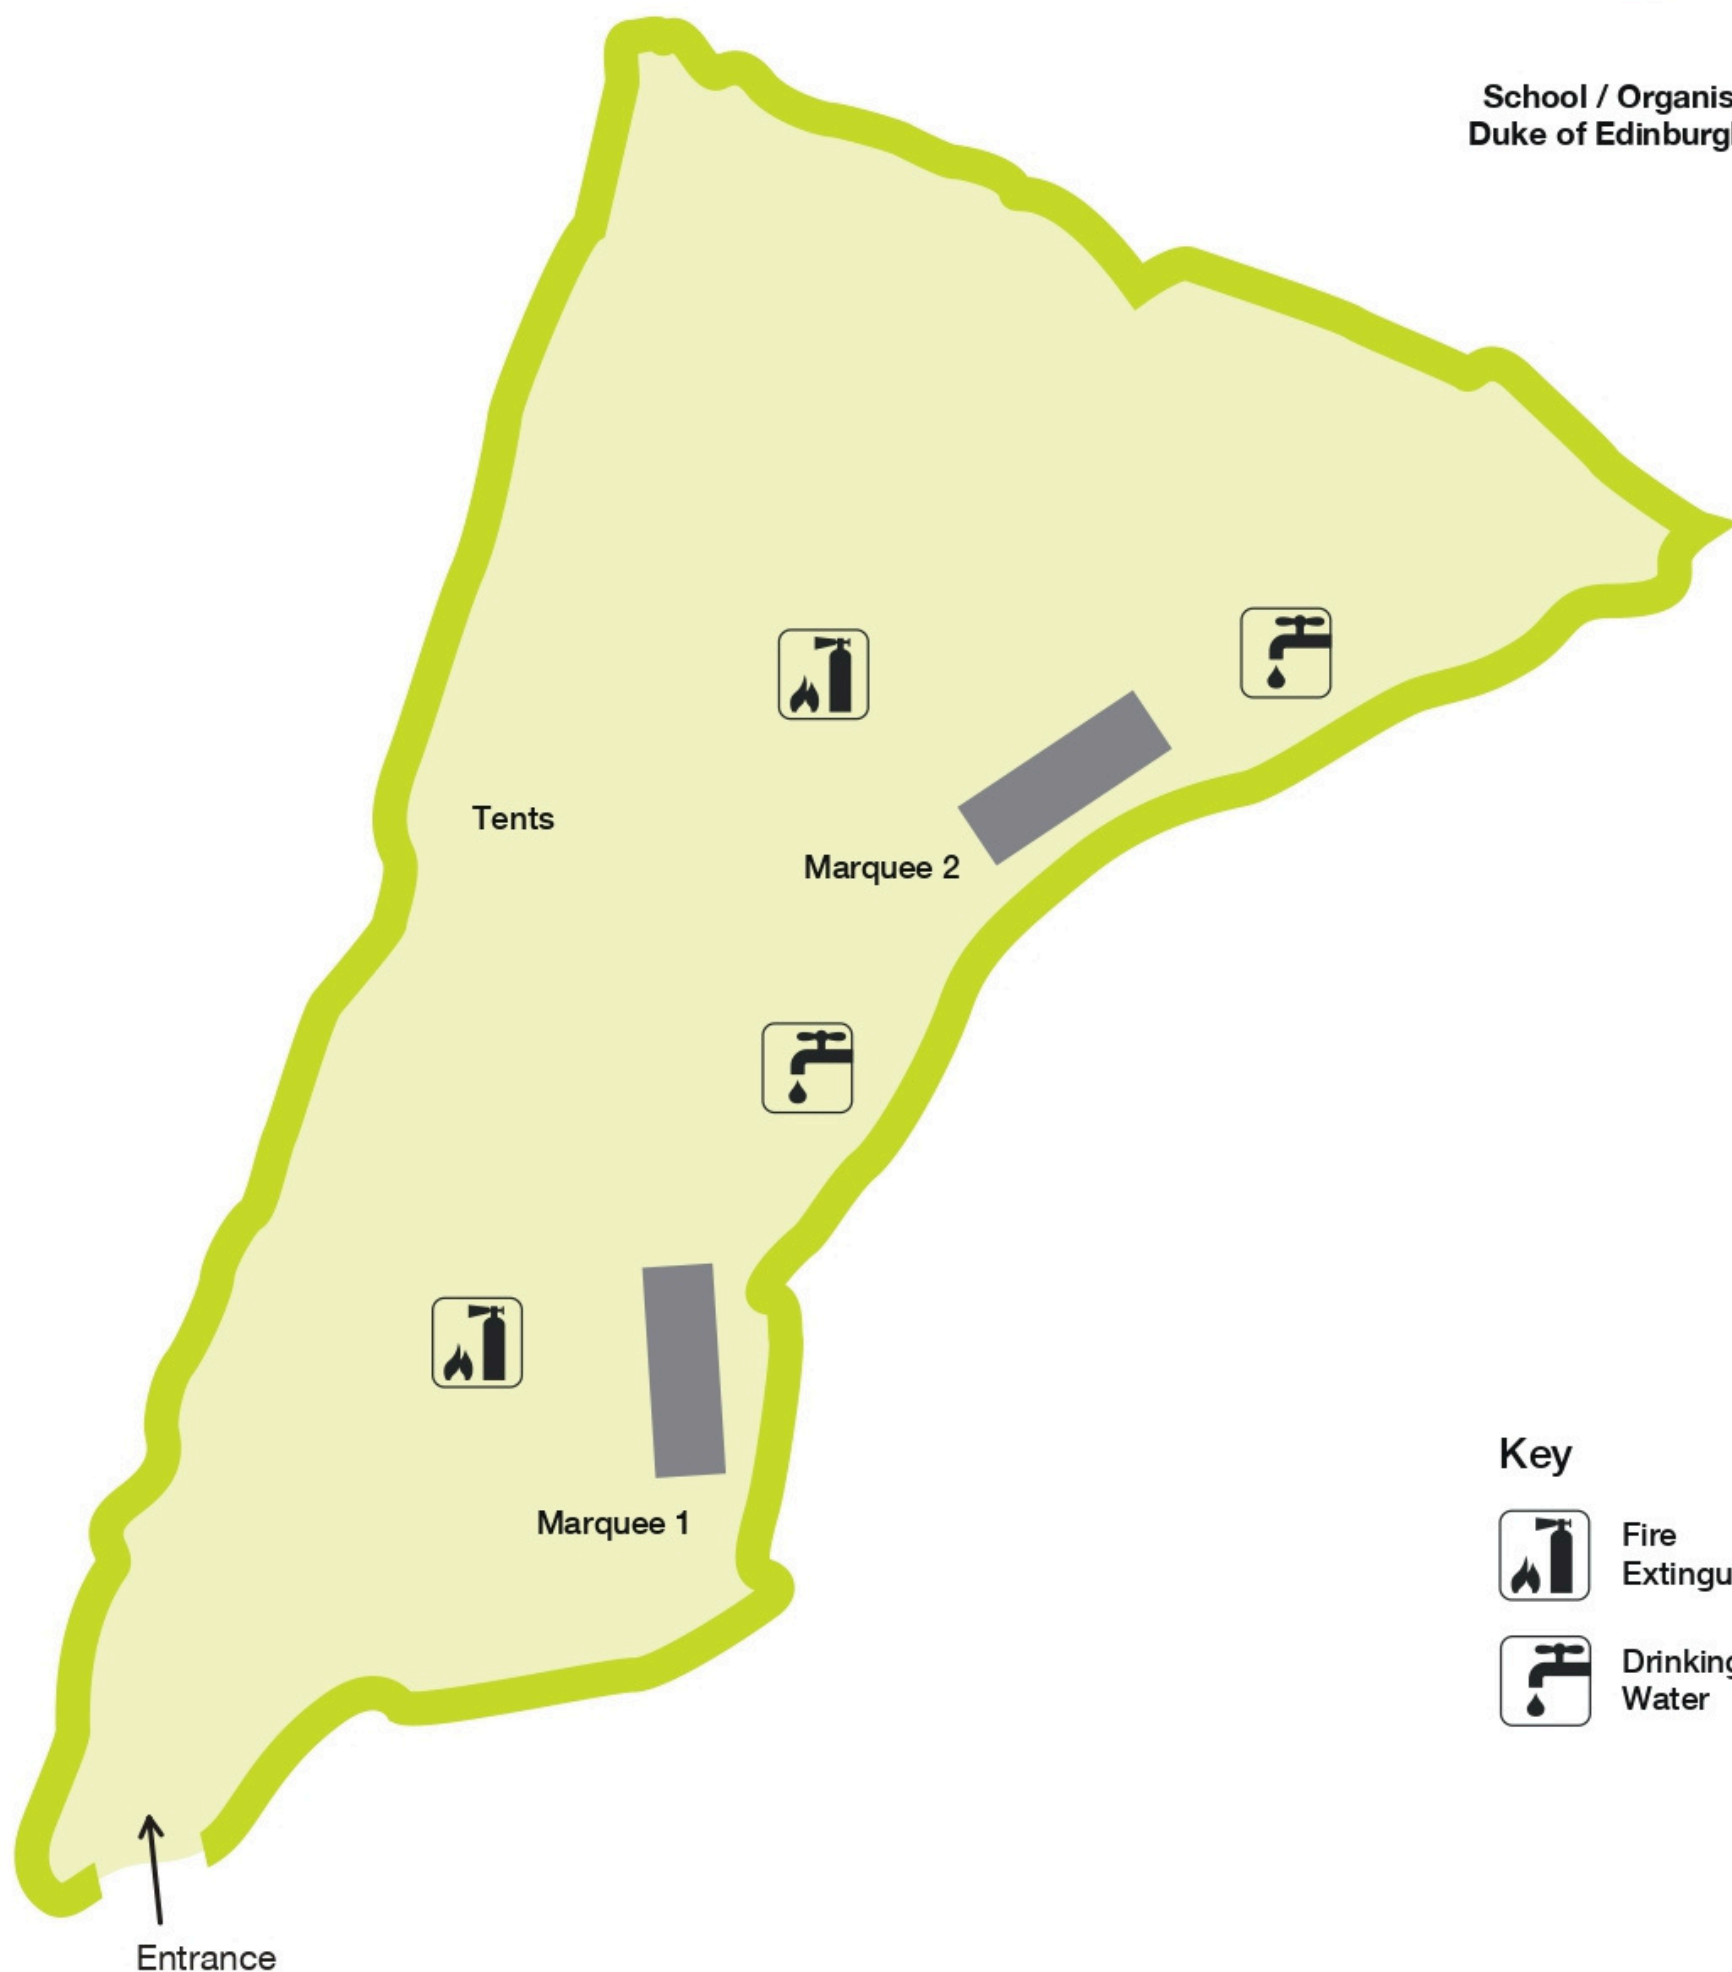 School / Organis
Duke of Edinburg
Tents
Marquee 2
Marquee 1
Key
Fire
Extingu
Drinking
Water
Entrance